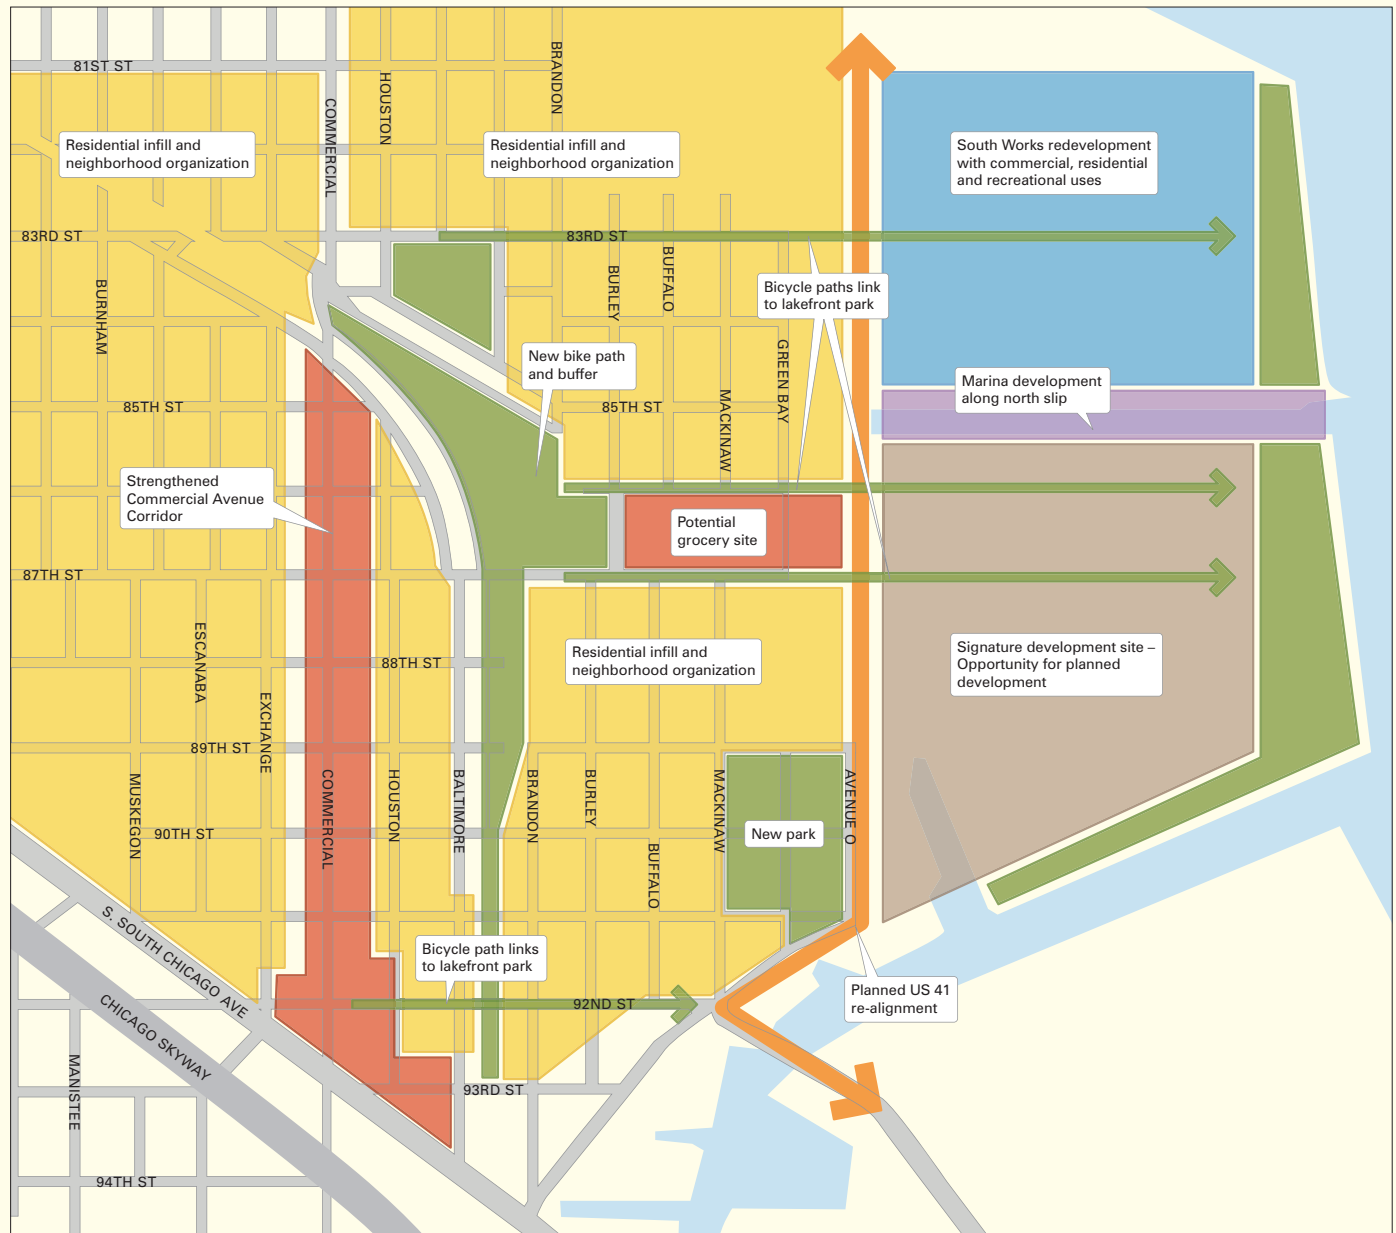 81ST ST
BRANDON
HOUSTON
COMMERCIAL
Residential infill and
neighborhood organization
Residential infill and
neighborhood organization
South Works redevelopment
with commercial, residential
and recreational uses
83RD ST
83RD ST
BURNHAM
BURLEY
BUFFALO
Bicycle paths link
to lakefront park
New bike path
and buffer
GREEN BAY
MACKINAW
Marina development
along north slip
85TH ST
85TH ST
Strengthened
Commercial Avenue
Corridor
Potential
grocery site
87TH ST
ESCANABA
EXCHANGE
88TH ST
Residential infill and
neighborhood organization
Signature development site –
Opportunity for planned
development
89TH ST
MUSKEGON
COMMERCIAL
HOUSTON
BALTIMORE
BRANDON
BURLEY
BUFFALO
MACKINAW
AVENUE O
90TH ST
New park
S. SOUTH CHICAGO AVE
CHICAGO SKYWAY
Bicycle path links
to lakefront park
92ND ST
Planned US 41
re-alignment
MANISTEE
93RD ST
94TH ST